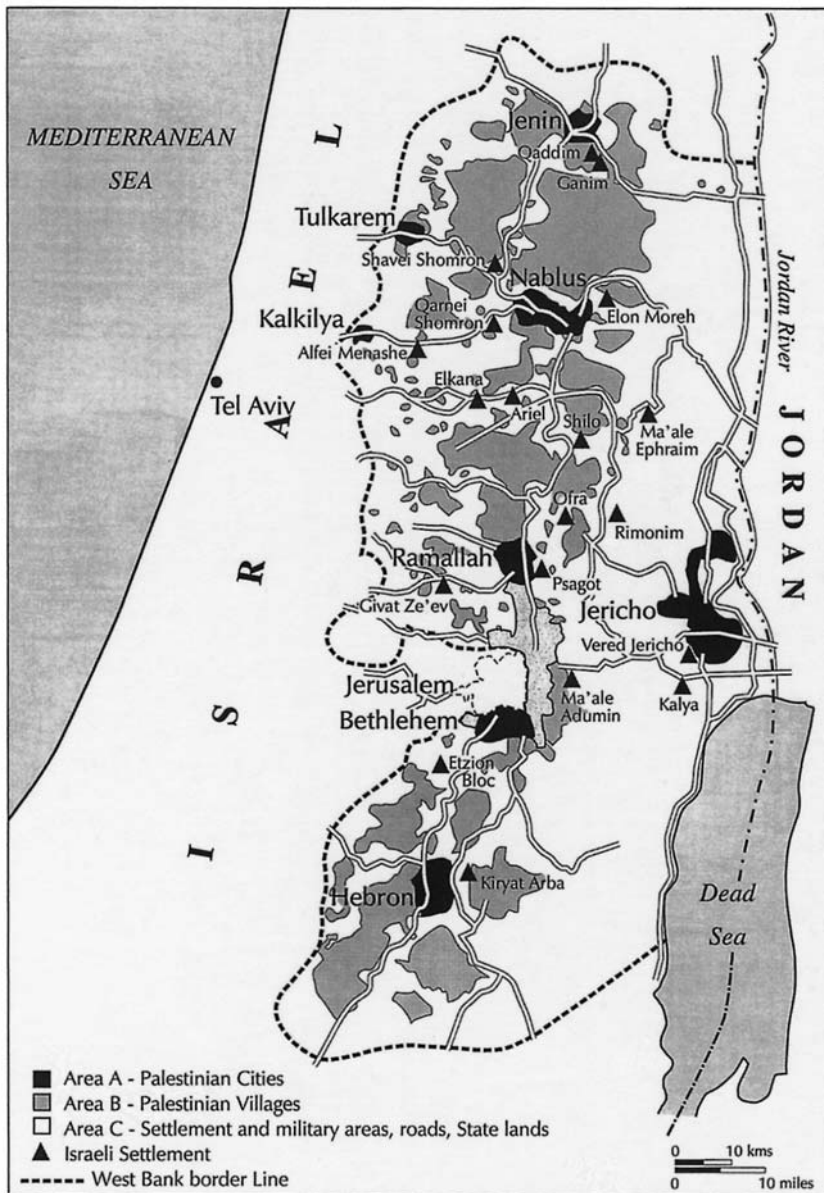 MEDITERRANEAN
SEA
ISRAEL
Jenin
Qaddim
Ganim
Tulkarem
Shavei Shomron
Nablus
Jordan River
Qarnei
Shomron
Elon Moreh
Kalkilya
Alfei Menashe
Tel Aviv
Elkana
Ariel
Shilo
Ma'ale
Ephraim
JORDAN
Ofra
Rimonim
Ramallah
Psagot
Givat Ze'ev
Jericho
Vered Jericho
Jerusalem
Ma'ale
Adumin
Kalya
Bethlehem
Etzion
Bloc
Hebron
Kiryat Arba
Dead
Sea
Area A - Palestinian Cities
Area B - Palestinian Villages
Area C - Settlement and military areas, roads, State lands
Israeli Settlement
West Bank border Line
0 10 kms
0 10 miles